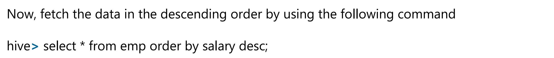 Now, fetch the data in the descending order by using the following command
hive> select * from emp order by salary desc;